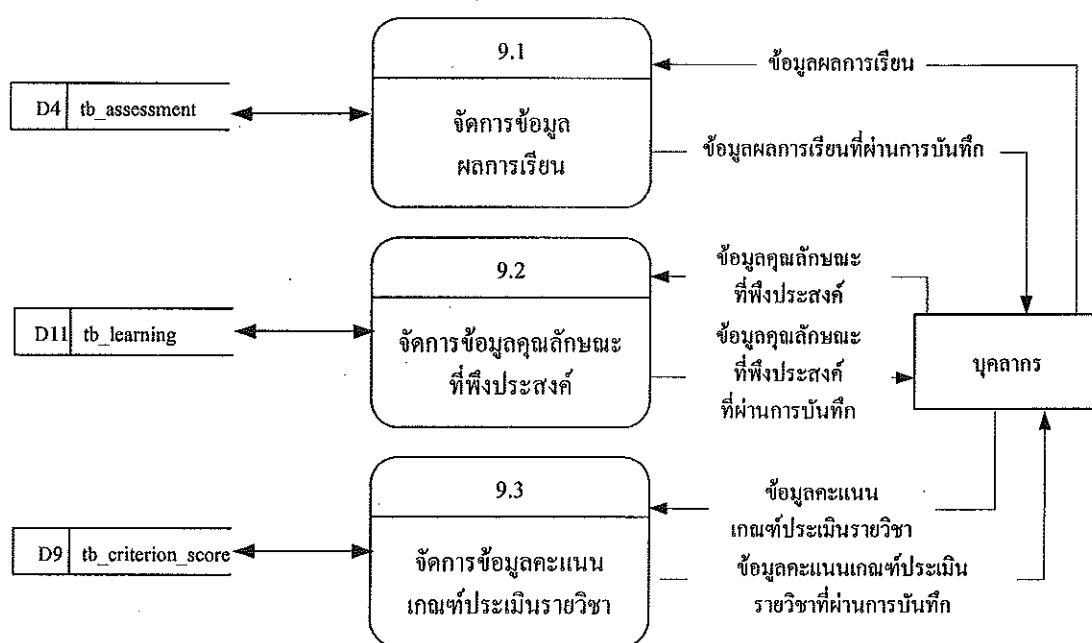 9.1
ข้อมูลผลการเรียน
D4 tb_assessment
จัดการข้อมูล
ผลการเรียน
ข้อมูลผลการเรียนที่ผ่านการบันทึก
9.2
ข้อมูลคุณลักษณะ
ที่พึงประสงค์
D11 tb_learning
จัดการข้อมูลคุณลักษณะ
ที่พึงประสงค์
ข้อมูลคุณลักษณะ
ที่พึงประสงค์
ที่ผ่านการบันทึก
บุคลากร
9.3
ข้อมูลคะแนน
เกณฑ์ประเมินรายวิชา
D9 tb_criterion_score
จัดการข้อมูลคะแนน
เกณฑ์ประเมินรายวิชา
ข้อมูลคะแนนเกณฑ์ประเมิน
รายวิชาที่ผ่านการบันทึก